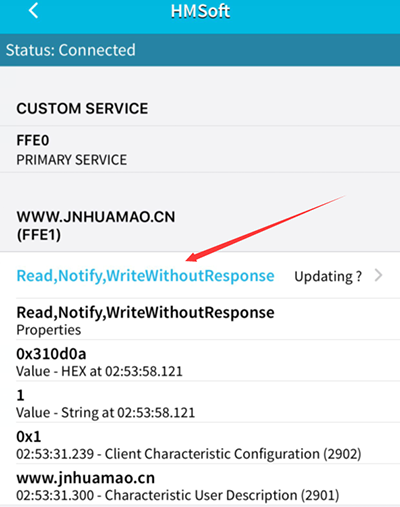 HMSoft
Status: Connected
CUSTOM SERVICE
FFE0
PRIMARY SERVICE
WWW.JNHUAMAO.CN
(FFE1)
Read,Notify,WriteWithoutResponse Updating ?
Read,Notify,WriteWithoutResponse
Properties
0x310d0a
Value - HEX at 02:53:58.121
1
Value - String at 02:53:58.121
0x1
02:53:31.239 - Client Characteristic Configuration (2902)
www.jnhuamao.cn
02:53:31.300 - Characteristic User Description (2901)